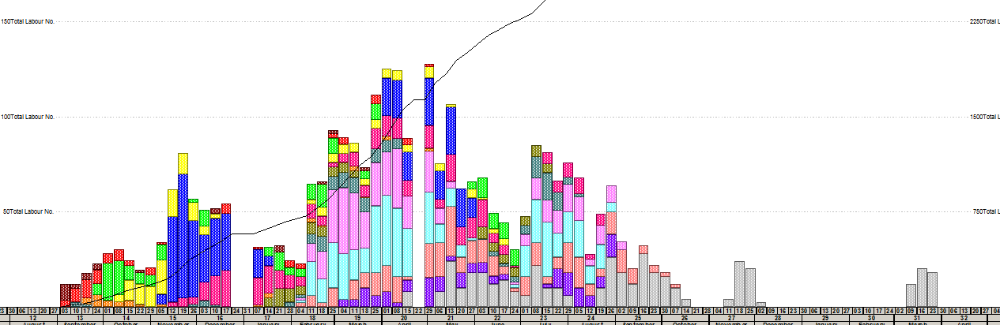 150Total Labour No.
2250Total L
100Total Labour No.
1500Total L
50Total Labour No.
750Total L
23 30 06 13 20 27 03 10 17 24 01 08 15 22 29 05 12 19 26 03 10 17 24 31 07 14 21 28 04 11 18 25 04 11 18 25 01 08 15 22 29 06 13 20 27 03 10 17 24 01 08 15 22 29 05 12 19 26 02 09 16 23 30 07 14 21 28 04 11 18 25 02 09 16 23 30 06 13 20 27 03 10 17 24 02 09 16 23 30 06 13 20 27 04
12 13 14 15 16 17 18 19 20 21 22 23 24 25 26 27 28 29 30 31 32
August September October November December January February March April May June July August September October November December January February March April